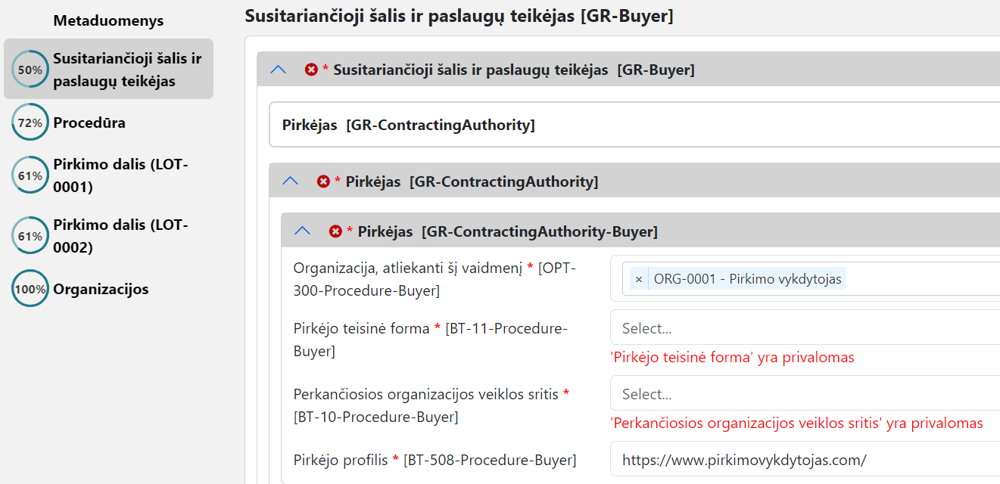 Metaduomenys
50%
Susitariančioji šalis ir
paslaugų teikėjas
72%
Procedūra
61%
Pirkimo dalis (LOT-
0001)
61%
Pirkimo dalis (LOT-
0002)
100%
Organizacijos
Susitariančioji šalis ir paslaugų teikėjas [GR-Buyer]
* Susitariančioji šalis ir paslaugų teikėjas [GR-Buyer]
Pirkėjas [GR-ContractingAuthority]
* Pirkėjas [GR-ContractingAuthority]
* Pirkėjas [GR-ContractingAuthority-Buyer]
Organizacija, atliekanti šį vaidmenį * [OPT-
300-Procedure-Buyer]
× ORG-0001 - Pirkimo vykdytojas
Pirkėjo teisinė forma * [BT-11-Procedure-
Buyer]
Select...
'Pirkėjo teisinė forma' yra privalomas
Perkančiosios organizacijos veiklos sritis *
[BT-10-Procedure-Buyer]
Select...
'Perkančiosios organizacijos veiklos sritis' yra privalomas
Pirkėjo profilis * [BT-508-Procedure-Buyer]
https://www.pirkimovykdytojas.com/